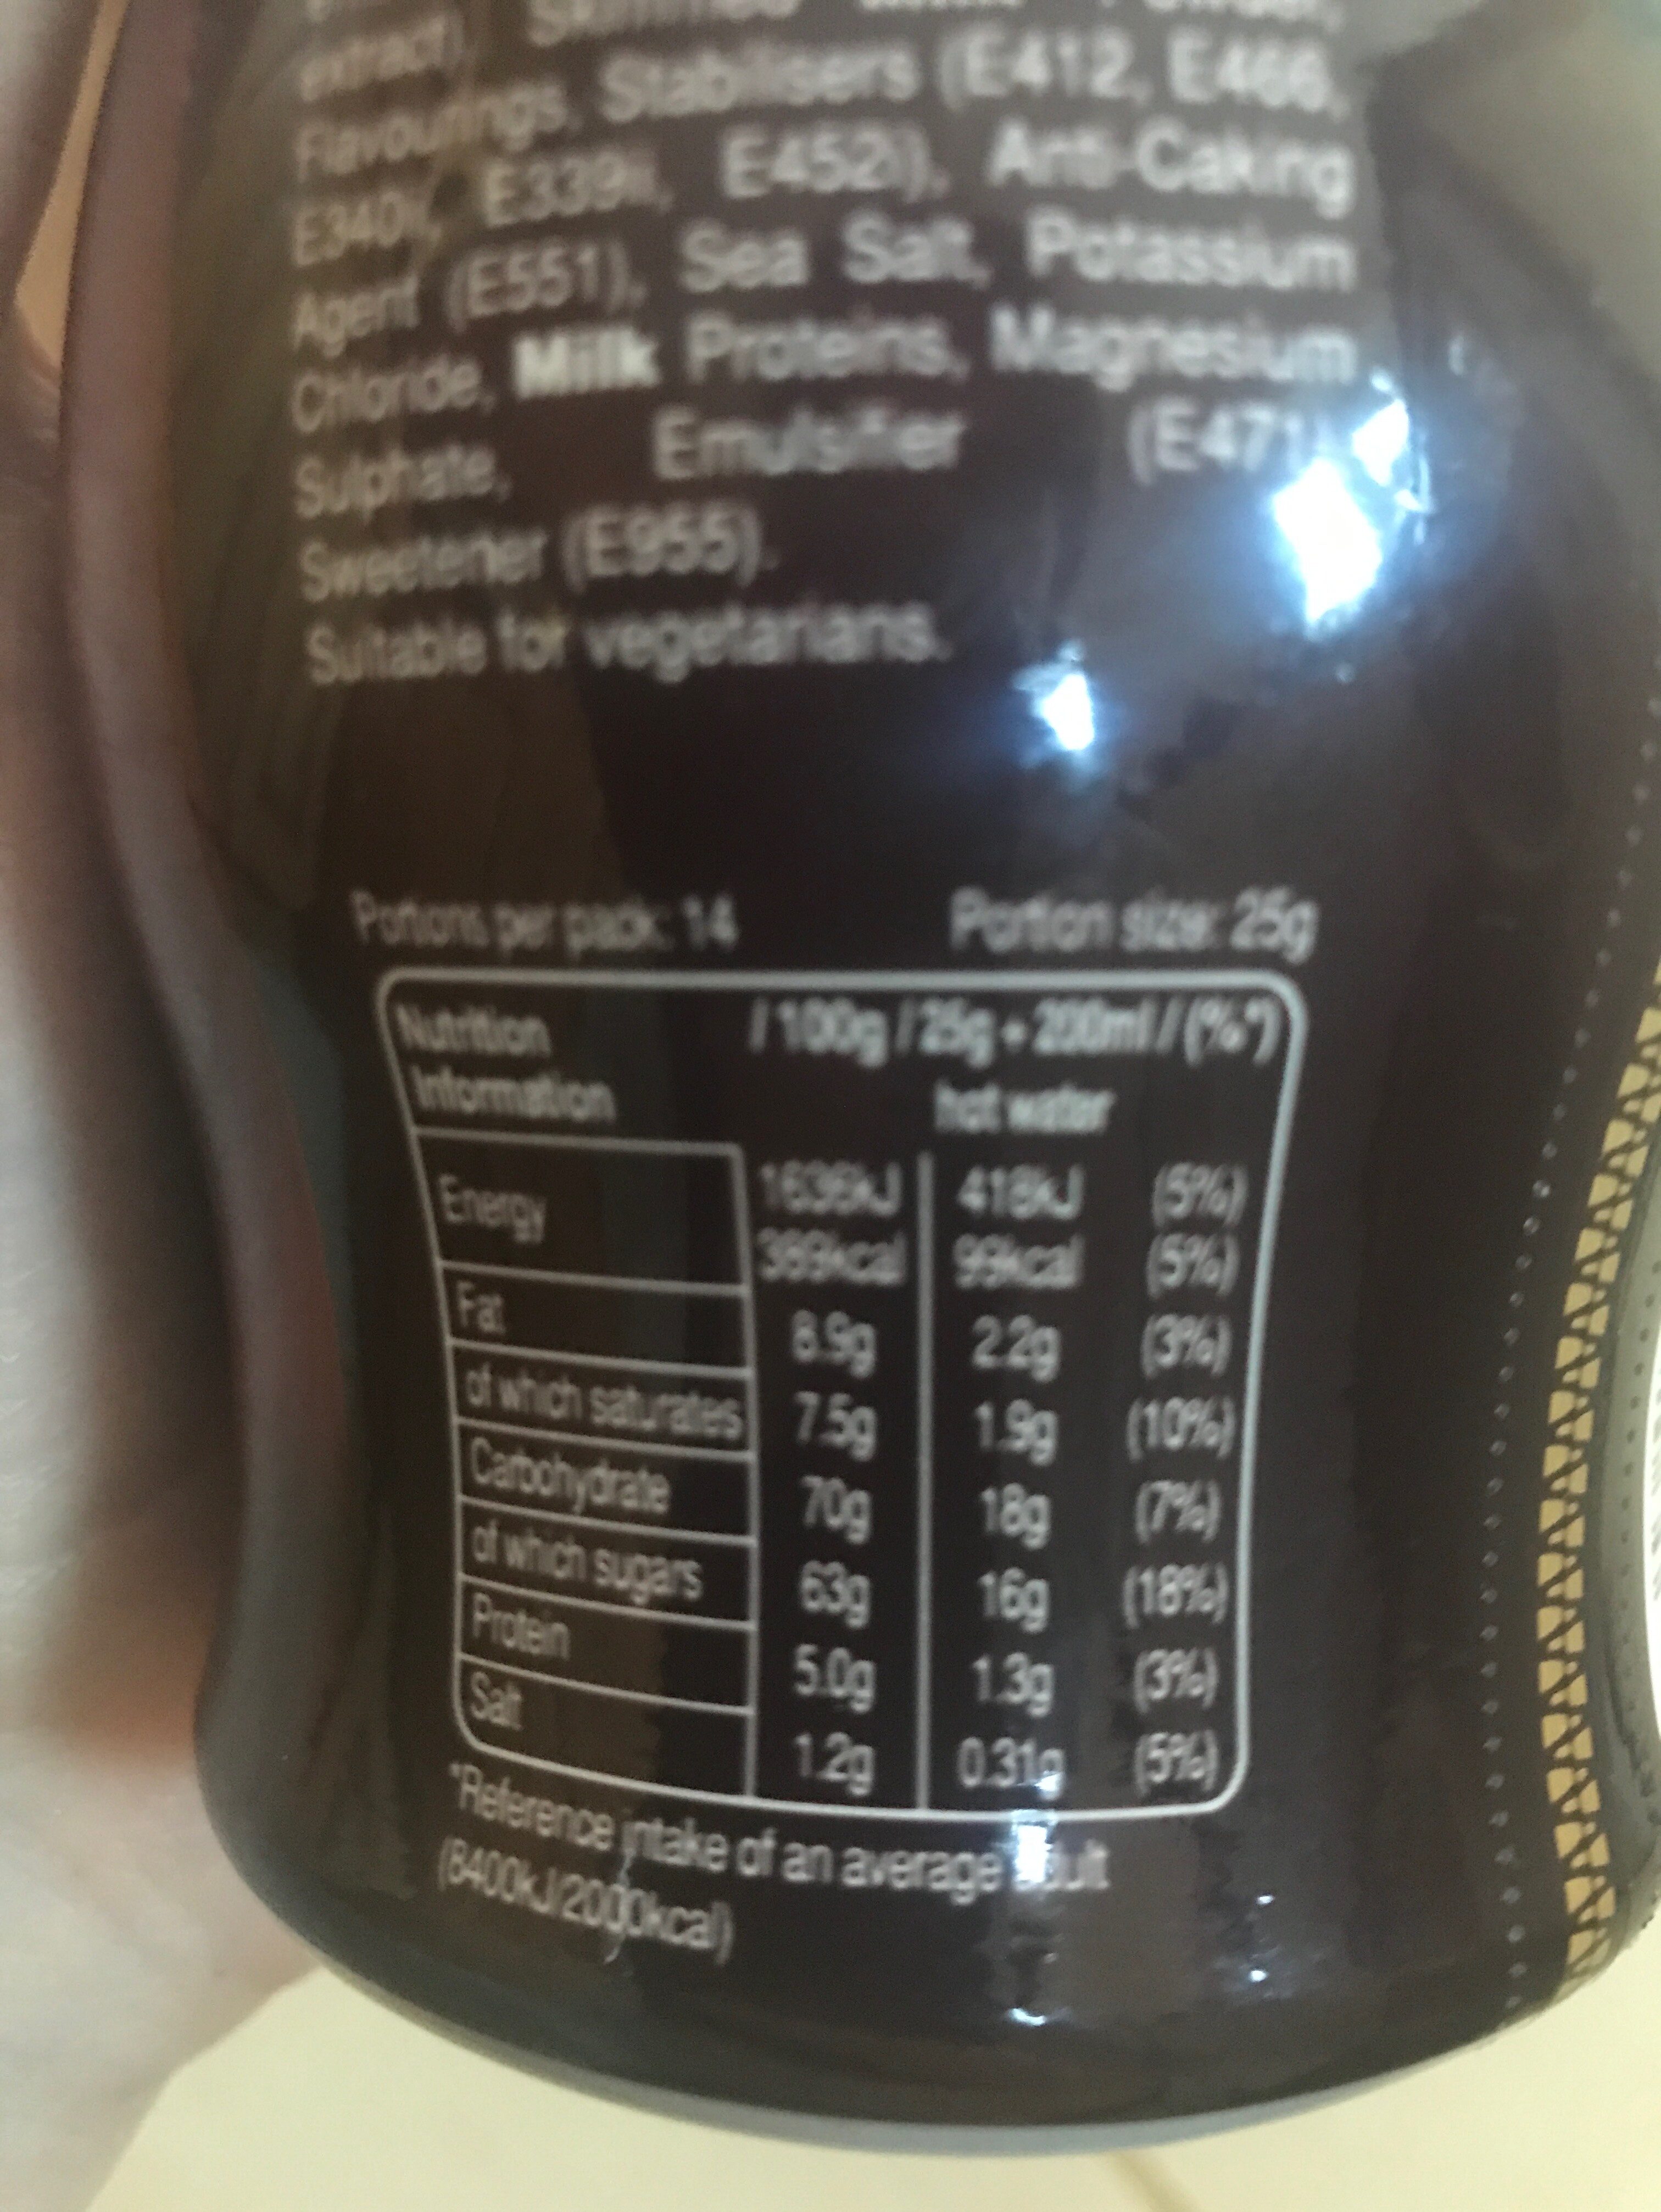 extract), Skimmed Powder,
Flavourings, Stabilisers (E412, E466,
E340ii, E339ii, E452i), Anti-Caking
Agent (E551), Sea Salt, Potassium
Chloride, Milk Proteins, Magnesium
Sulphate, Emulsifier (E471),
Sweetener (E955).
Suitable for vegetarians.
Portions per pack: 14 Portion size: 25g
Nutrition / 100g / 25g + 200ml / (%*)
Information hot water
Energy 1636kJ 418kJ (5%)
389kcal 99kcal (5%)
Fat 8.9g 2.2g (3%)
of which saturates 7.5g 1.9g (10%)
Carbohydrate 70g 18g (7%)
of which sugars 63g 16g (18%)
Protein 5.0g 1.3g (3%)
Salt 1.2g 0.31g (5%)
*Reference intake of an average adult
(8400kJ/2000kcal)